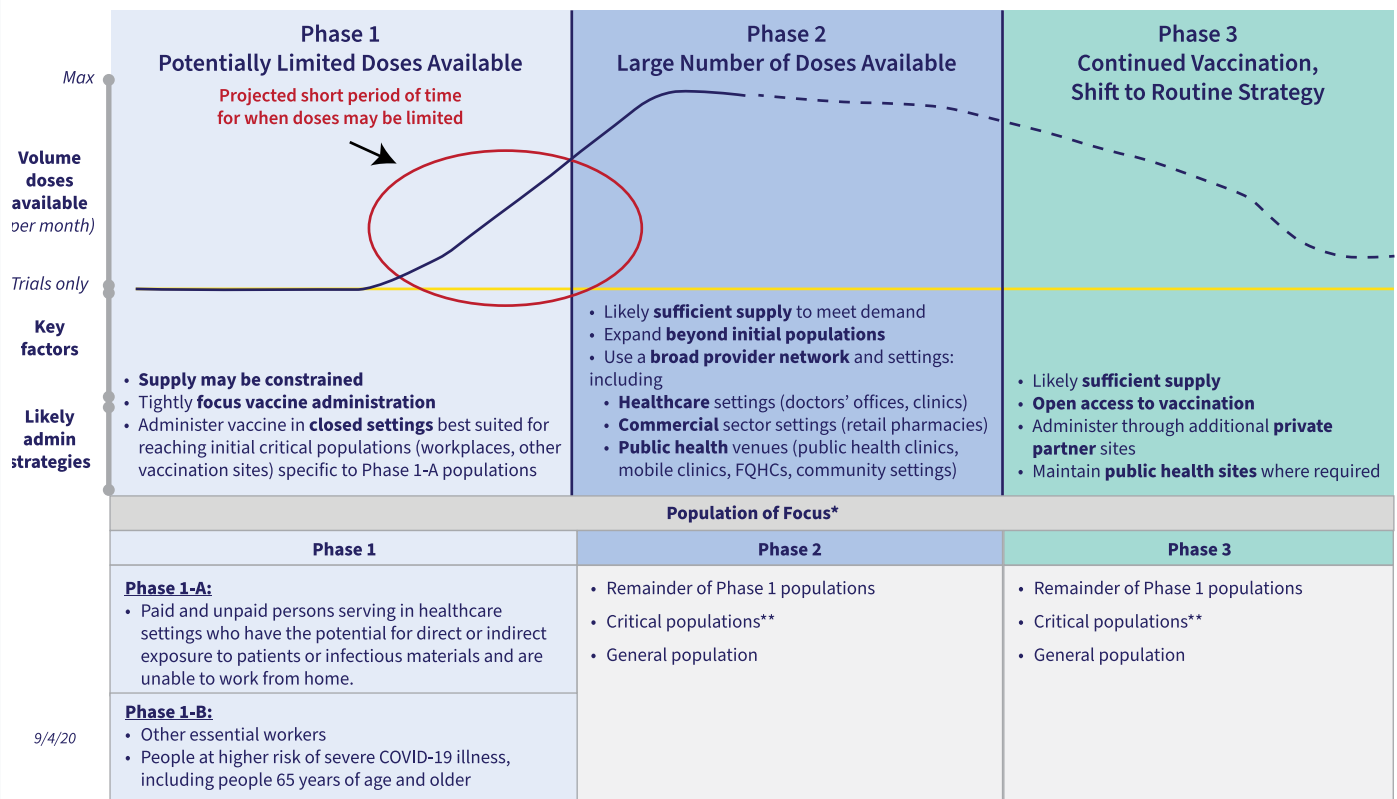 Phase 1
Potentially Limited Doses Available
Phase 2
Large Number of Doses Available
Phase 3
Continued Vaccination,
Shift to Routine Strategy
Max
Projected short period of time
for when doses may be limited
Volume
doses
available
per month)
Trials only
Key
factors
Likely
admin
strategies
• Supply may be constrained
• Tightly focus vaccine administration
• Administer vaccine in closed settings best suited for
reaching initial critical populations (workplaces, other
vaccination sites) specific to Phase 1-A populations
• Likely sufficient supply to meet demand
• Expand beyond initial populations
• Use a broad provider network and settings:
including
• Healthcare settings (doctors' offices, clinics)
• Commercial sector settings (retail pharmacies)
• Public health venues (public health clinics,
mobile clinics, FQHCs, community settings)
• Likely sufficient supply
• Open access to vaccination
• Administer through additional private
partner sites
• Maintain public health sites where required
Population of Focus*
Phase 1
Phase 2
Phase 3
Phase 1-A:
• Paid and unpaid persons serving in healthcare
settings who have the potential for direct or indirect
exposure to patients or infectious materials and are
unable to work from home.
Phase 1-B:
• Other essential workers
• People at higher risk of severe COVID-19 illness,
including people 65 years of age and older
• Remainder of Phase 1 populations
• Critical populations**
• General population
• Remainder of Phase 1 populations
• Critical populations**
• General population
9/4/20